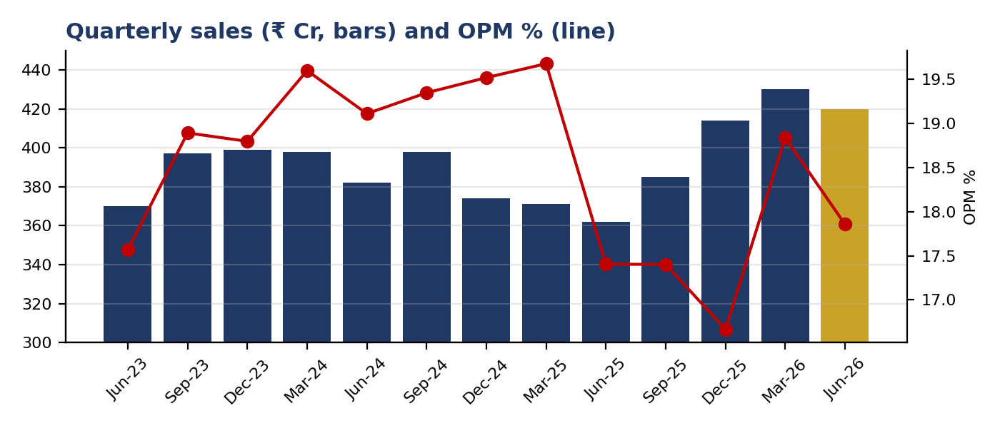 Quarterly sales (₹ Cr, bars) and OPM % (line)
440
420
400
380
360
340
320
300
19.5
19.0
18.5
18.0
17.5
17.0
OPM %
Jun-23
Sep-23
Dec-23
Mar-24
Jun-24
Sep-24
Dec-24
Mar-25
Jun-25
Sep-25
Dec-25
Mar-26
Jun-26